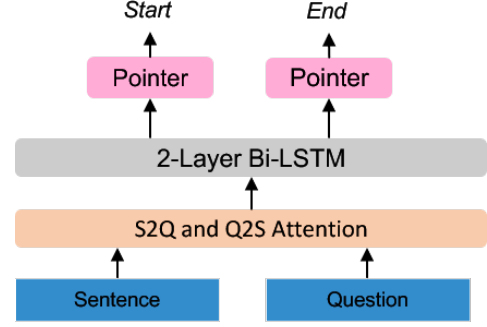 Start End
Pointer Pointer
2-Layer Bi-LSTM
S2Q and Q2S Attention
Sentence Question